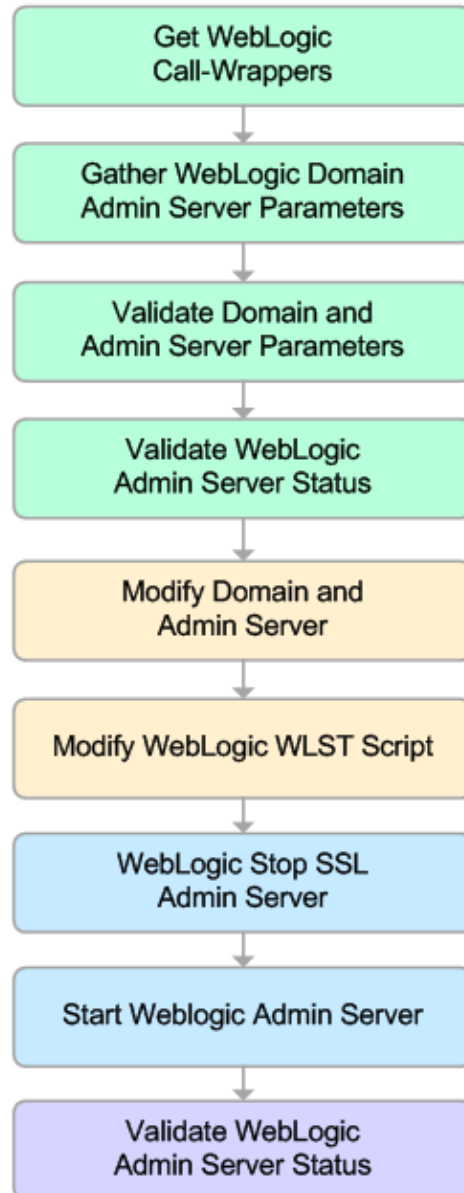 Get WebLogic
Call-Wrappers
Gather WebLogic Domain
Admin Server Parameters
Validate Domain and
Admin Server Parameters
Validate WebLogic
Admin Server Status
Modify Domain and
Admin Server
Modify WebLogic WLST Script
WebLogic Stop SSL
Admin Server
Start Weblogic Admin Server
Validate WebLogic
Admin Server Status